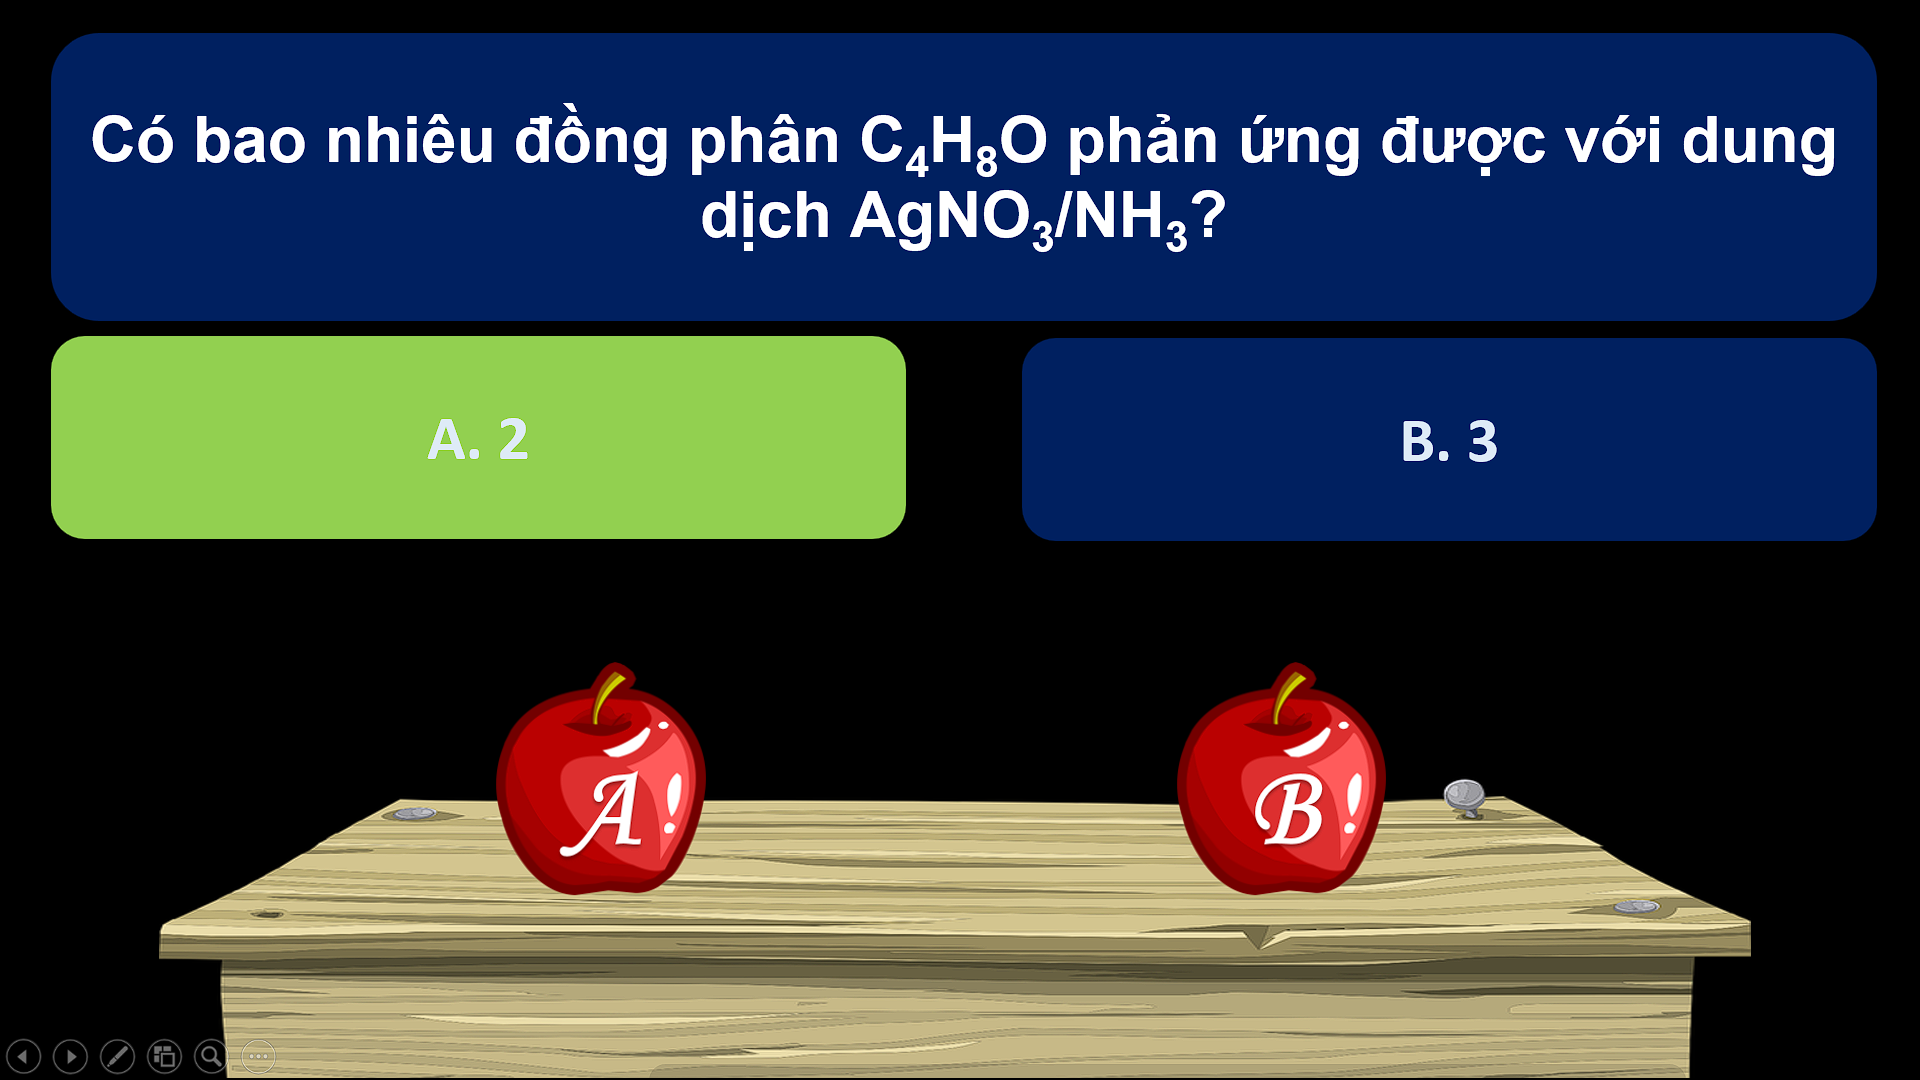 Có bao nhiêu đồng phân C₄H₈O phản ứng được với dung
dịch AgNO₃/NH₃?
A. 2
B. 3
A
B